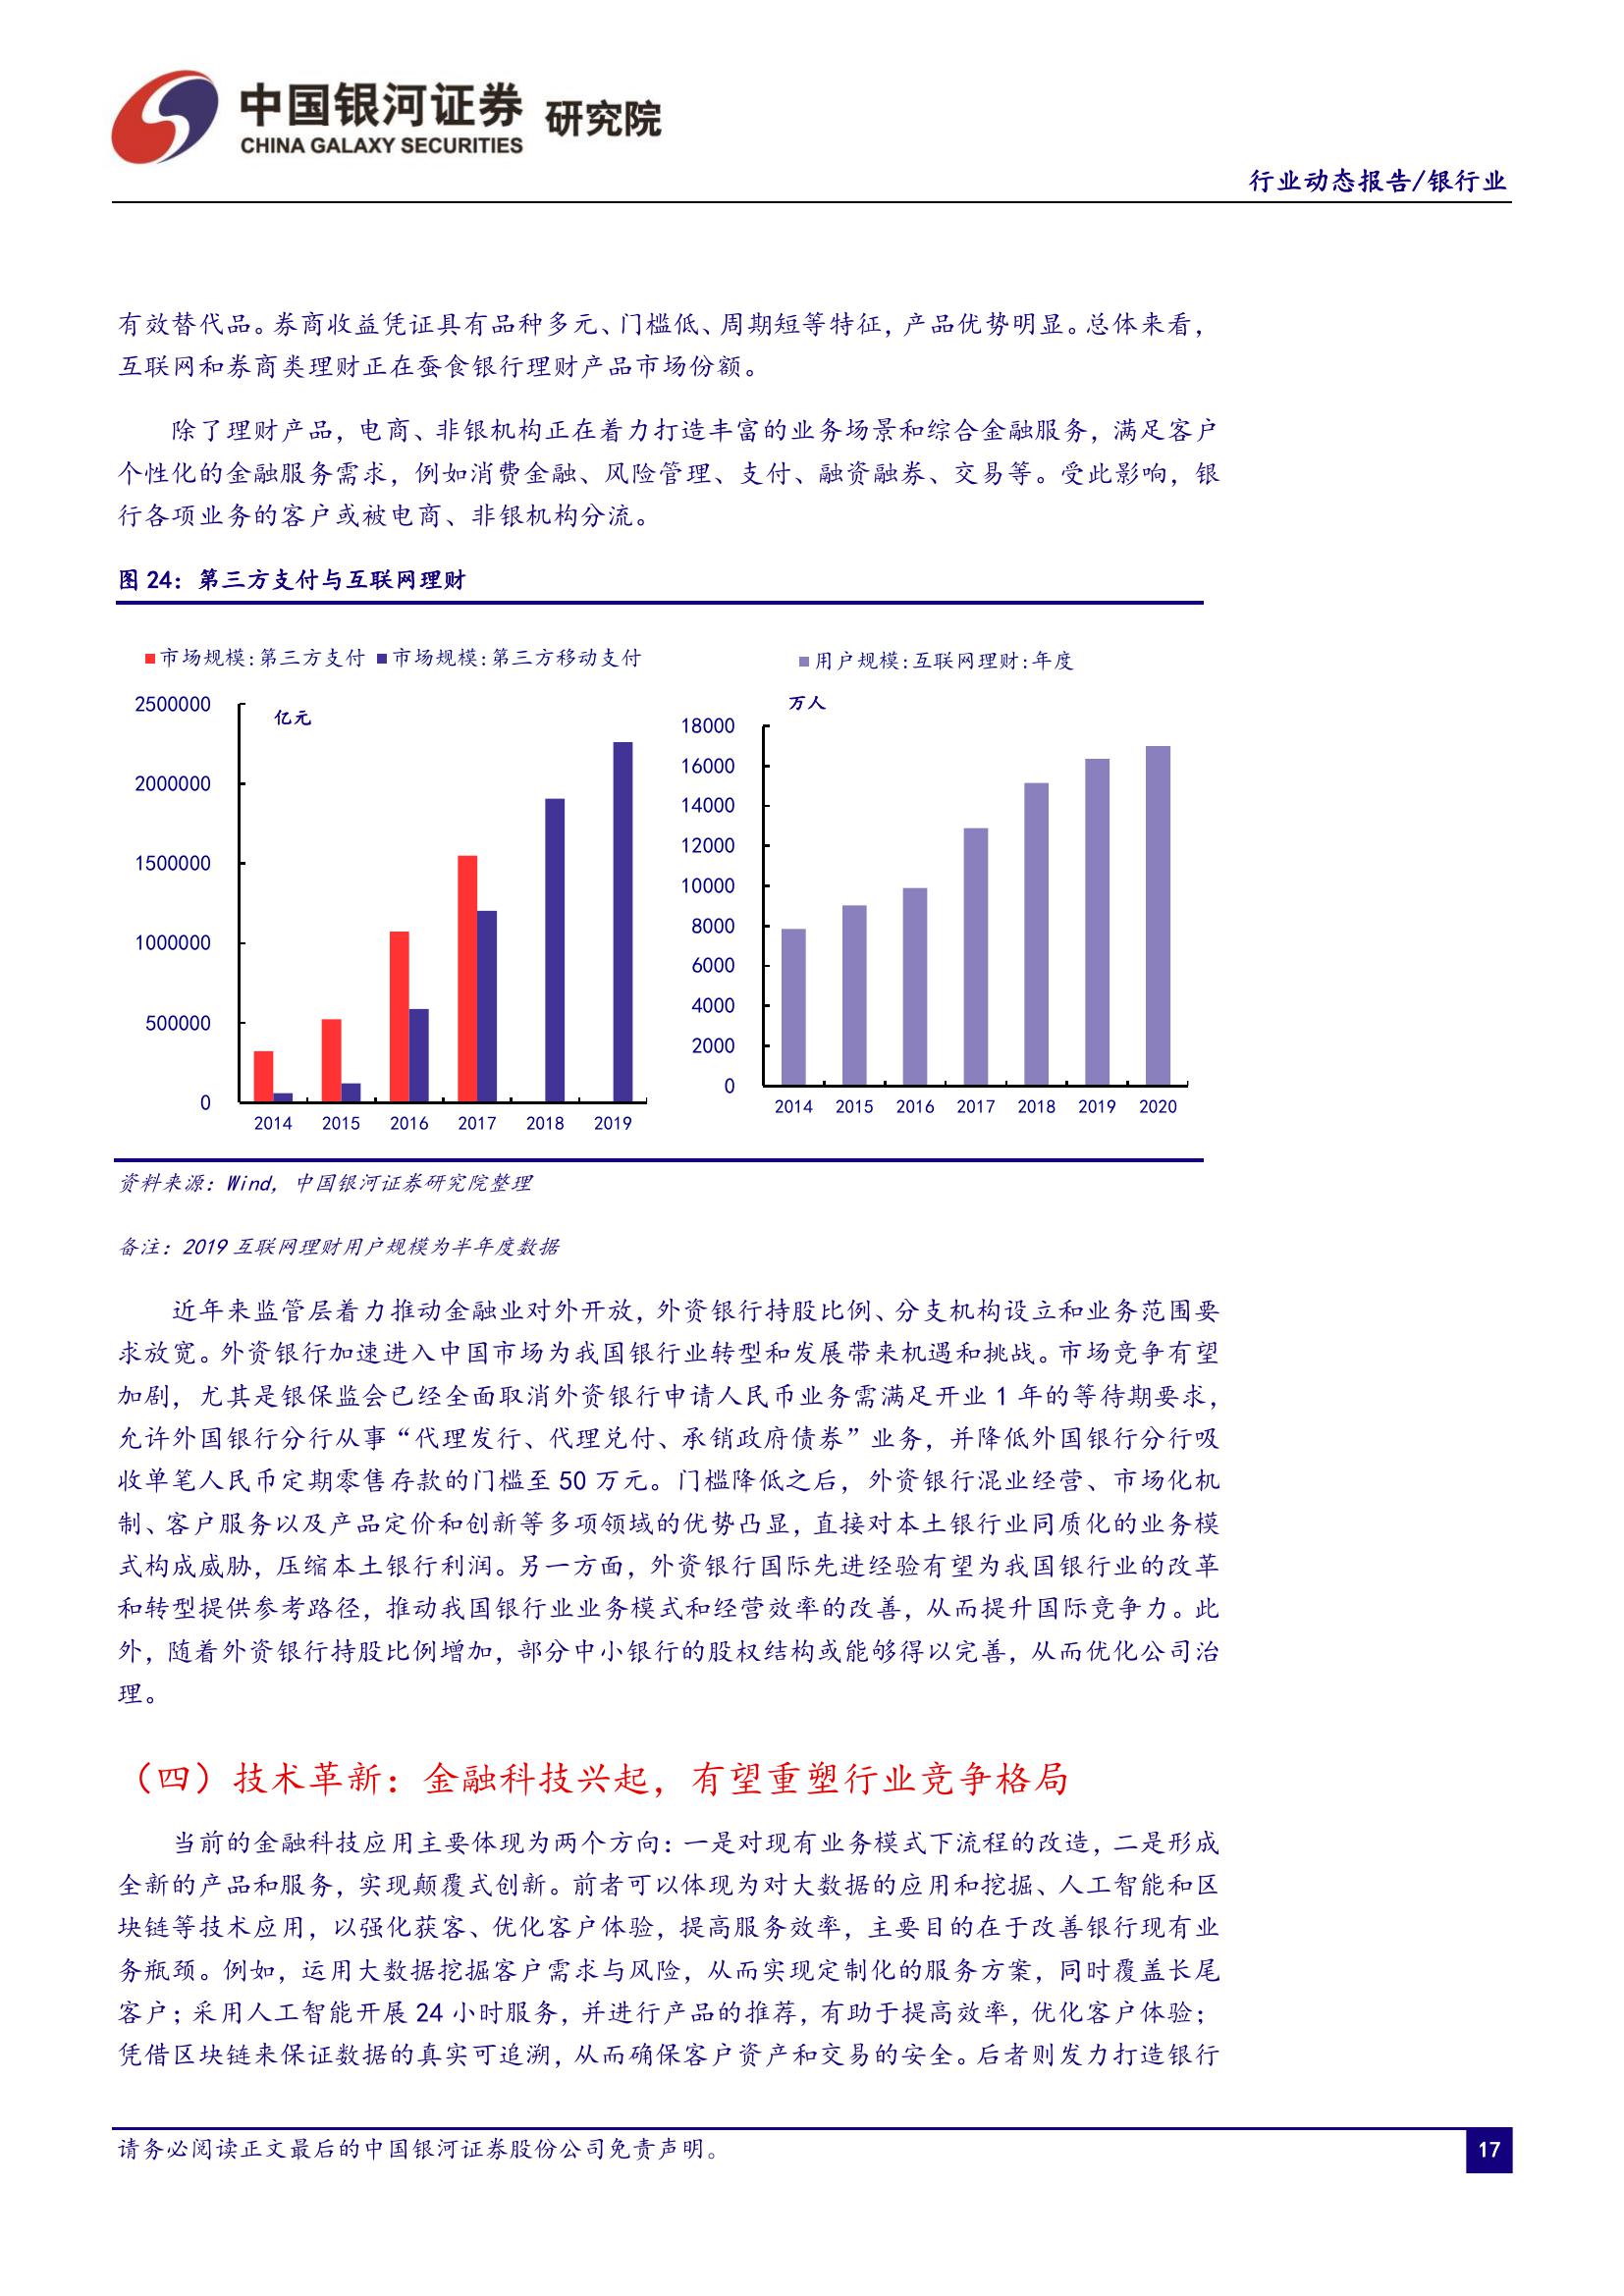 中国银河证券 研究院
CHINA GALAXY SECURITIES
行业动态报告/银行业
有效替代品。券商收益凭证具有品种多元、门槛低、周期短等特征，产品优势明显。总体来看，
互联网和券商类理财正在蚕食银行理财产品市场份额。
除了理财产品，电商、非银机构正在着力打造丰富的业务场景和综合金融服务，满足客户
个性化的金融服务需求，例如消费金融、风险管理、支付、融资融券、交易等。受此影响，银
行各项业务的客户或被电商、非银机构分流。
图 24：第三方支付与互联网理财
市场规模:第三方支付 市场规模:第三方移动支付
亿元
2500000
2000000
1500000
1000000
500000
0
2014 2015 2016 2017 2018 2019
用户规模:互联网理财:年度
万人
18000
16000
14000
12000
10000
8000
6000
4000
2000
0
2014 2015 2016 2017 2018 2019 2020
资料来源：Wind，中国银河证券研究院整理
备注：2019 互联网理财用户规模为半年度数据
近年来监管层着力推动金融业对外开放，外资银行持股比例、分支机构设立和业务范围要
求放宽。外资银行加速进入中国市场为我国银行业转型和发展带来机遇和挑战。市场竞争有望
加剧，尤其是银保监会已经全面取消外资银行申请人民币业务需满足开业 1 年的等待期要求，
允许外国银行分行从事“代理发行、代理兑付、承销政府债券”业务，并降低外国银行分行吸
收单笔人民币定期零售存款的门槛至 50 万元。门槛降低之后，外资银行混业经营、市场化机
制、客户服务以及产品定价和创新等多项领域的优势凸显，直接对本土银行业同质化的业务模
式构成威胁，压缩本土银行利润。另一方面，外资银行国际先进经验有望为我国银行业的改革
和转型提供参考路径，推动我国银行业业务模式和经营效率的改善，从而提升国际竞争力。此
外，随着外资银行持股比例增加，部分中小银行的股权结构或能够得以完善，从而优化公司治
理。
（四）技术革新：金融科技兴起，有望重塑行业竞争格局
当前的金融科技应用主要体现为两个方向：一是对现有业务模式下流程的改造，二是形成
全新的产品和服务，实现颠覆式创新。前者可以体现为对大数据的应用和挖掘、人工智能和区
块链等技术应用，以强化获客、优化客户体验，提高服务效率，主要目的在于改善银行现有业
务瓶颈。例如，运用大数据挖掘客户需求与风险，从而实现定制化的服务方案，同时覆盖长尾
客户；采用人工智能开展 24 小时服务，并进行产品的推荐，有助于提高效率，优化客户体验；
凭借区块链来保证数据的真实可追溯，从而确保客户资产和交易的安全。后者则发力打造银行
请务必阅读正文最后的中国银河证券股份公司免责声明。
17